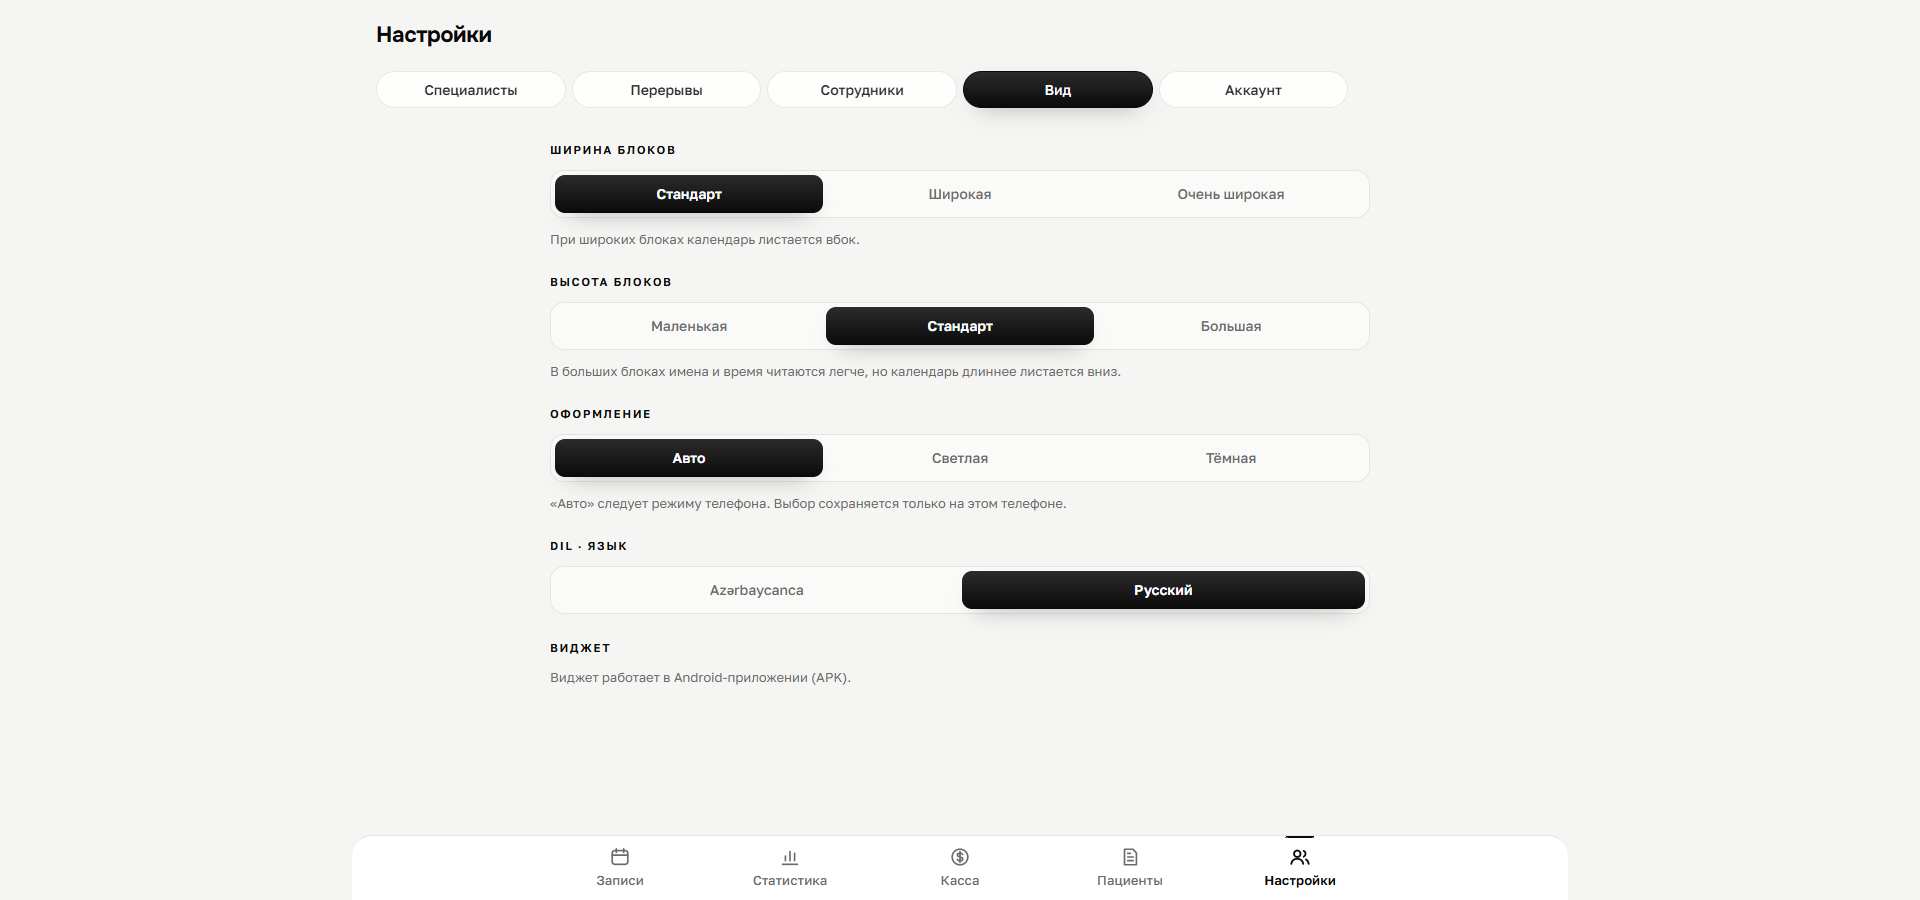 Настройки
Специалисты
Перерывы
Сотрудники
Вид
Аккаунт
ШИРИНА БЛОКОВ
Стандарт
Широкая
Очень широкая
При широких блоках календарь листается вбок.
ВЫСОТА БЛОКОВ
Маленькая
Стандарт
Большая
В больших блоках имена и время читаются легче, но календарь длиннее листается вниз.
ОФОРМЛЕНИЕ
Авто
Светлая
Тёмная
«Авто» следует режиму телефона. Выбор сохраняется только на этом телефоне.
DIL · ЯЗЫК
Azərbaycanca
Русский
ВИДЖЕТ
Виджет работает в Android-приложении (APK).
Записи
Статистика
Касса
Пациенты
Настройки